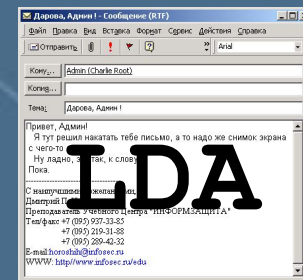 Дарова, Админ ! - Сообщение (RTF)
Файл Правка Вид Вставка Формат Сервис Действия Справка
Отправить Arial
Кому... Admin (Charlie Root)
Копия...
Тема: Дарова, Админ !
Привет, Админ!
Я тут решил накатать тебе письмо, а то надо же снимок экрана
с чего-то
Ну ладно, так, к слову
Пока.
С наилучшими пожеланиями,
Дмитрий
Преподаватель Учебного Центра "ИНФОРМЗАЩИТА"
Тел/факс +7 (095) 937-33-85
+7 (095) 219-31-88
+7 (095) 289-42-32
E-mail:horoshih@infosec.ru
WWW: http://www.infosec.ru/edu
LDA